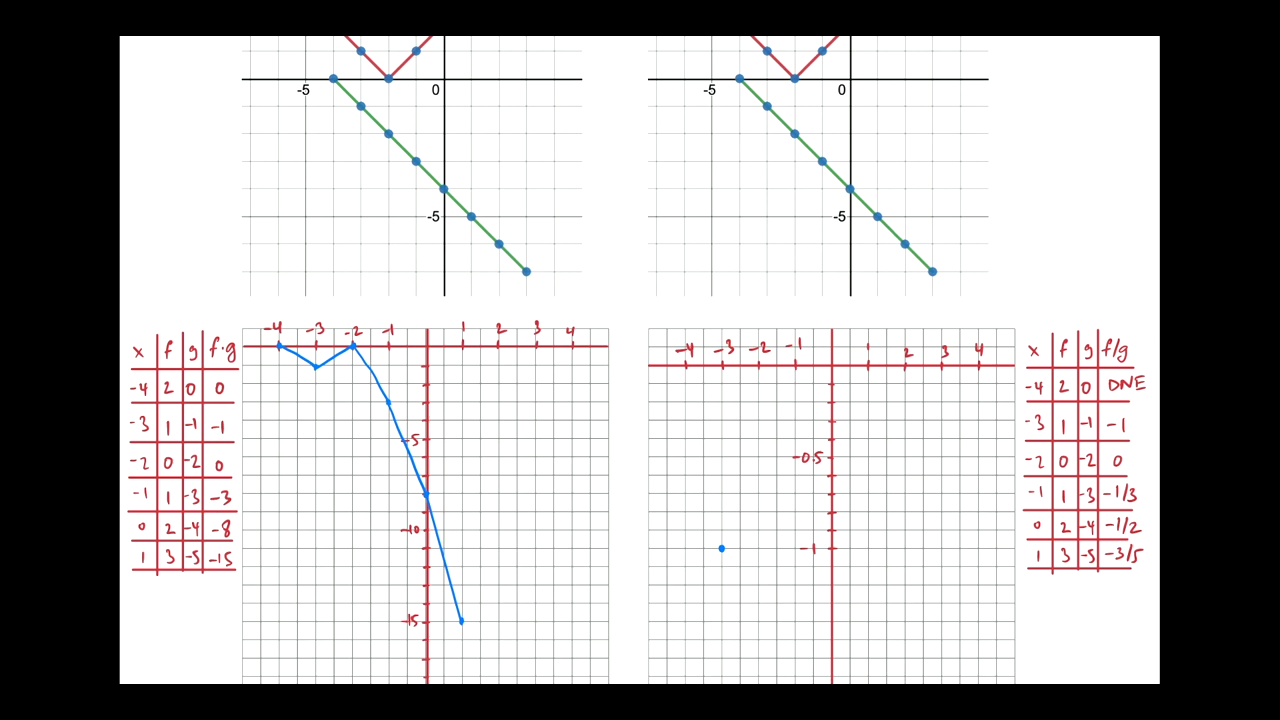 -5 0
-5
-5 0
-5
x f g f·g
-4 2 0 0
-3 1 -1 -1
-2 0 -2 0
-1 1 -3 -3
0 2 -4 -8
1 3 -5 -15
-4 -3 -2 -1 1 2 3 4
-5
-10
-15
-4 -3 -2 -1 1 2 3 4
-0.5
-1
x f g f/g
-4 2 0 DNE
-3 1 -1 -1
-2 0 -2 0
-1 1 -3 -1/3
0 2 -4 -1/2
1 3 -5 -3/5